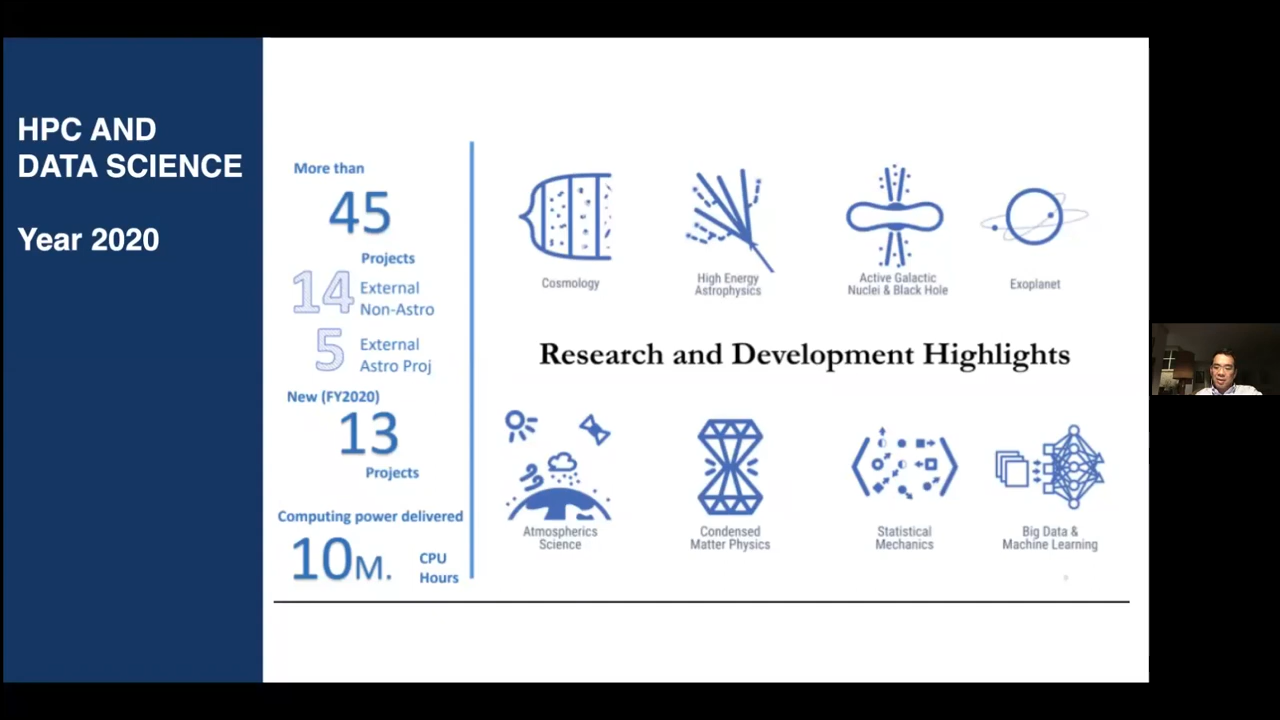 HPC AND
DATA SCIENCE
Year 2020
More than
45
Projects
14 External
Non-Astro
5 External
Astro Proj
New (FY2020)
13
Projects
Computing power delivered
10M. CPU
Hours
Cosmology
High Energy
Astrophysics
Active Galactic
Nuclei & Black Hole
Exoplanet
Research and Development Highlights
Atmospherics
Science
Condensed
Matter Physics
Statistical
Mechanics
Big Data &
Machine Learning